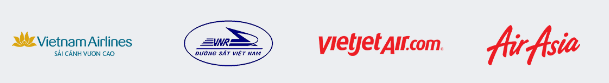 Vietnam Airlines
SẢI CÁNH VƯƠN CAO
VNR
ĐƯỜNG SẮT VIỆT NAM
vietjetAir.com
AirAsia